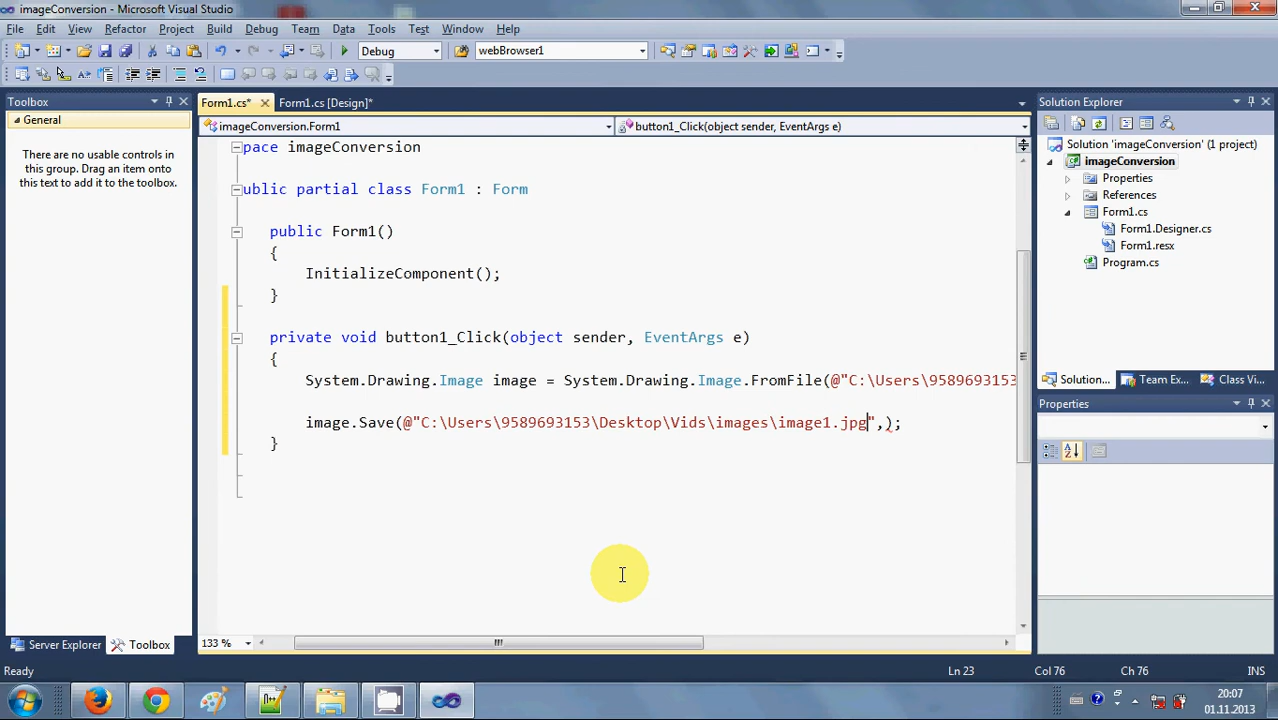 imageConversion - Microsoft Visual Studio
File Edit View Refactor Project Build Debug Team Data Tools Test Window Help
Debug webBrowser1
Toolbox
General
There are no usable controls in
this group. Drag an item onto
this text to add it to the toolbox.
Server Explorer Toolbox
Form1.cs* Form1.cs [Design]*
imageConversion.Form1 button1_Click(object sender, EventArgs e)
pace imageConversion
ublic partial class Form1 : Form
public Form1()
{
InitializeComponent();
}
private void button1_Click(object sender, EventArgs e)
{
System.Drawing.Image image = System.Drawing.Image.FromFile(@"C:\Users\9589693153
image.Save(@"C:\Users\9589693153\Desktop\Vids\images\image1.jpg",);
}
133 %
Solution Explorer
Solution 'imageConversion' (1 project)
imageConversion
Properties
References
Form1.cs
Form1.Designer.cs
Form1.resx
Program.cs
Solution... Team Ex... Class Vi...
Properties
Ready Ln 23 Col 76 Ch 76 INS
20:07
01.11.2013